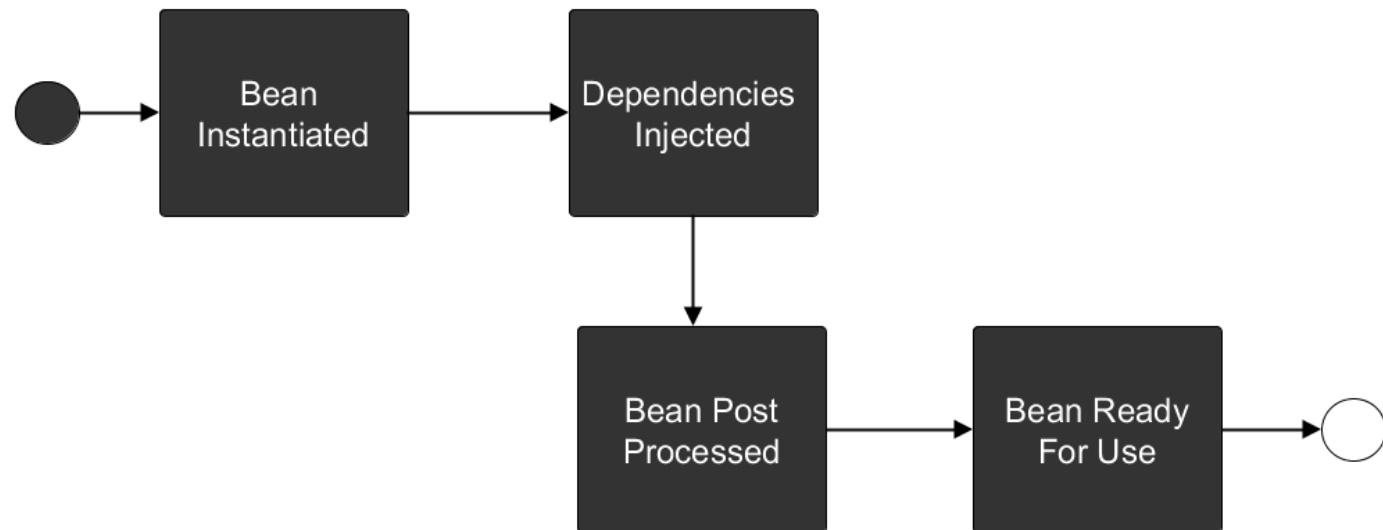 Bean
Instantiated
Dependencies
Injected
Bean Post
Processed
Bean Ready
For Use